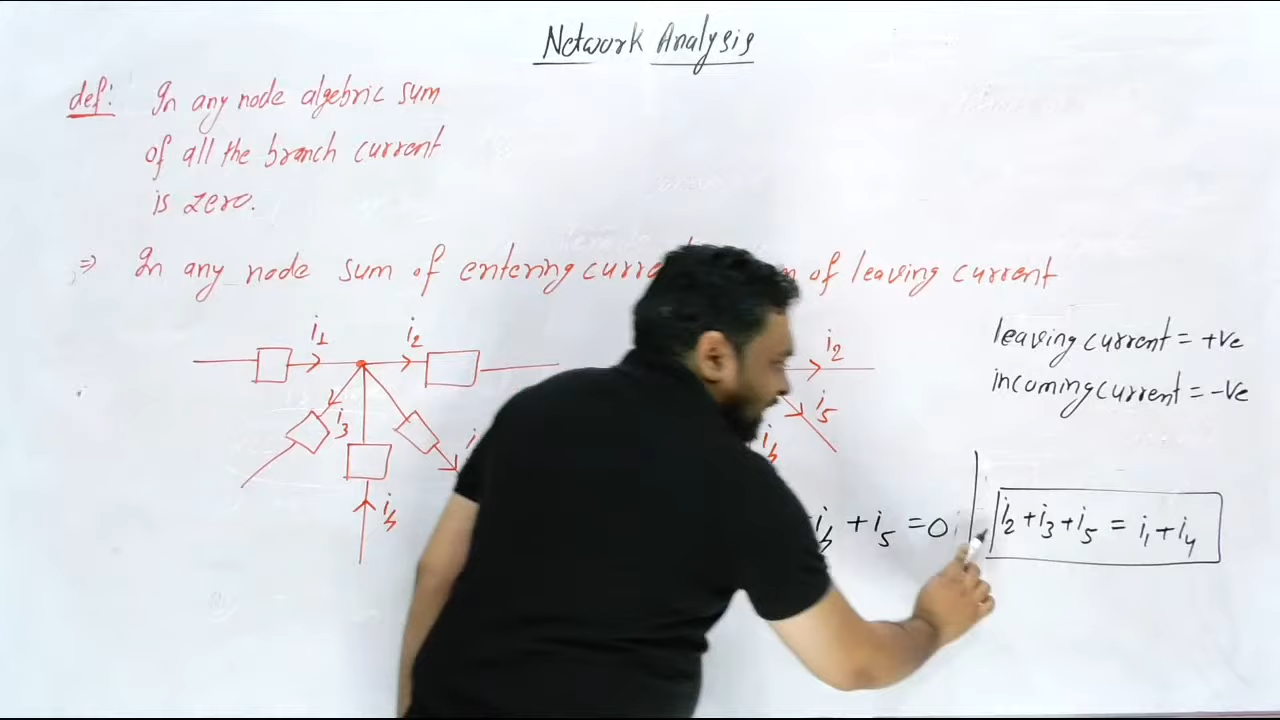 Network Analysis
def: In any node algebric sum
of all the branch current
is zero.
⇒ In any node sum of entering of leaving current
i1 i2
i2
leaving current = +ve
incoming current = -ve
i5
i3
i4
i4
i4 + i5 = 0
i2 + i3 + i5 = i1 + i4